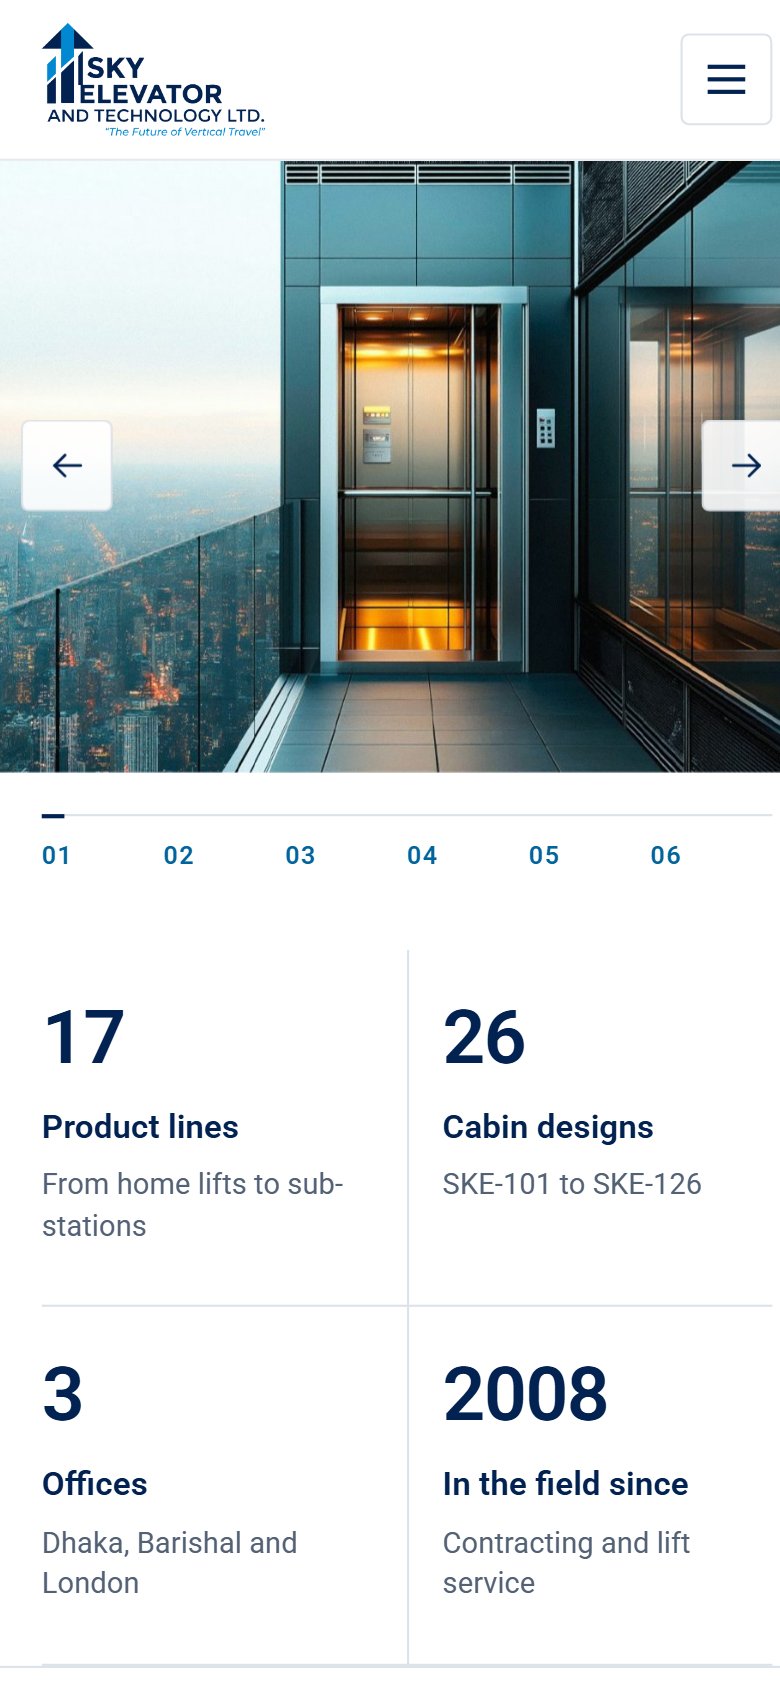 SKY
ELEVATOR
AND TECHNOLOGY LTD.
"The Future of Vertical Travel"
01 02 03 04 05 06
17
Product lines
From home lifts to sub-
stations
26
Cabin designs
SKE-101 to SKE-126
3
Offices
Dhaka, Barishal and
London
2008
In the field since
Contracting and lift
service